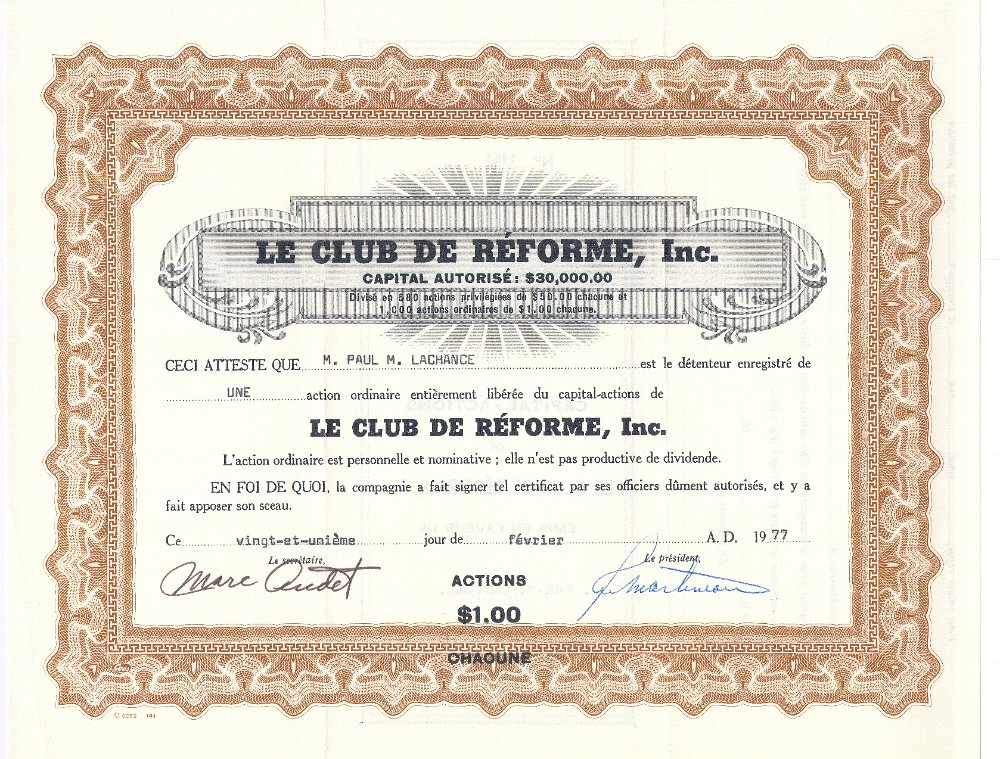 LE CLUB DE RÉFORME, Inc.
CAPITAL AUTORISÉ: $30,000.00
Divisé en 580 actions privilégiées de $50.00 chacune et
1,000 actions ordinaires de $1.00 chacune.
CECI ATTESTE QUE M. PAUL M. LACHANCE est le détenteur enregistré de
UNE action ordinaire entièrement libérée du capital-actions de
LE CLUB DE RÉFORME, Inc.
L'action ordinaire est personnelle et nominative ; elle n'est pas productive de dividende.
EN FOI DE QUOI, la compagnie a fait signer tel certificat par ses officiers dûment autorisés, et y a
fait apposer son sceau.
Ce vingt-et-unième jour de février A. D. 1977
Le secrétaire, Le président,
Marc Audet Martineau
ACTIONS
$1.00
CHACUNE